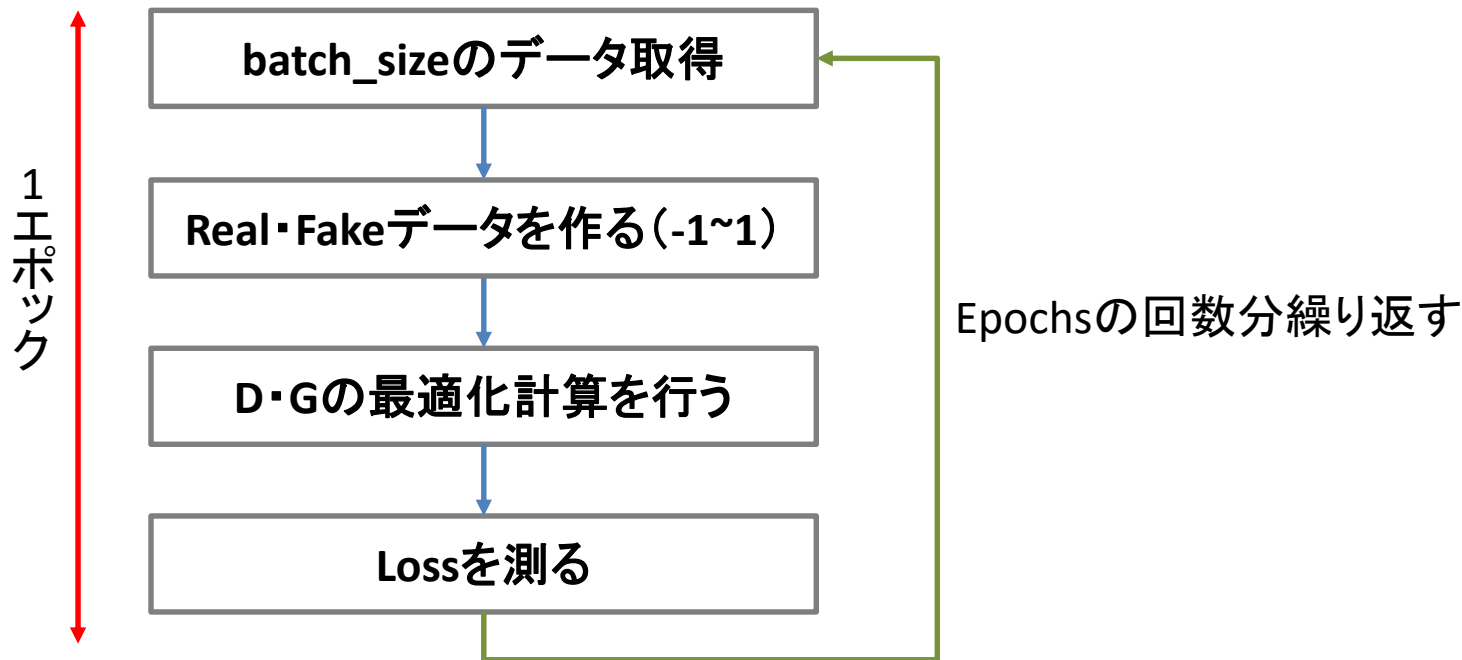 batch_sizeのデータ取得
1エポック
Real・Fakeデータを作る（-1~1）
Epochsの回数分繰り返す
D・Gの最適化計算を行う
Lossを測る